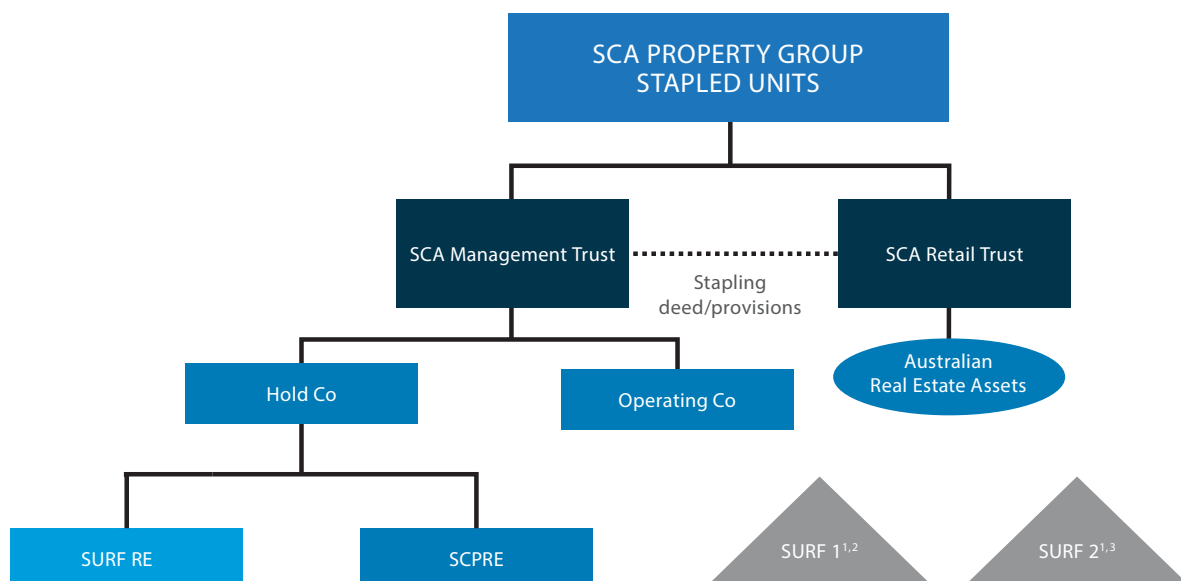 SCA PROPERTY GROUP
STAPLED UNITS
SCA Management Trust
SCA Retail Trust
Stapling
deed/provisions
Hold Co
Operating Co
Australian
Real Estate Assets
SURF RE
SCPRE
SURF 1¹,²
SURF 2¹,³